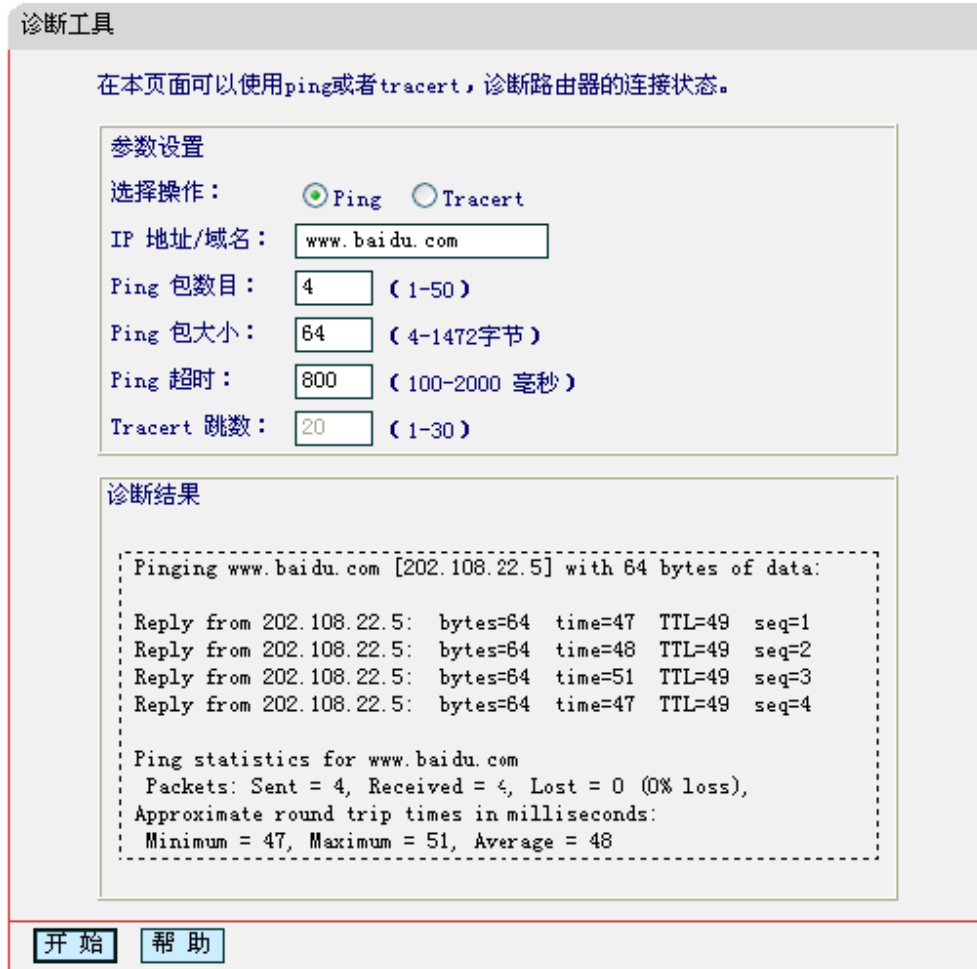 诊断工具
在本页面可以使用ping或者tracert，诊断路由器的连接状态。
参数设置
选择操作： Ping Tracert
IP 地址/域名： www.baidu.com
Ping 包数目： 4 （1-50）
Ping 包大小： 64 （4-1472字节）
Ping 超时： 800 （100-2000 毫秒）
Tracert 跳数： 20 （1-30）
诊断结果
Pinging www.baidu.com [202.108.22.5] with 64 bytes of data:
Reply from 202.108.22.5: bytes=64 time=47 TTL=49 seq=1
Reply from 202.108.22.5: bytes=64 time=48 TTL=49 seq=2
Reply from 202.108.22.5: bytes=64 time=51 TTL=49 seq=3
Reply from 202.108.22.5: bytes=64 time=47 TTL=49 seq=4
Ping statistics for www.baidu.com
Packets: Sent = 4, Received = 4, Lost = 0 (0% loss),
Approximate round trip times in milliseconds:
Minimum = 47, Maximum = 51, Average = 48
开 始 帮 助